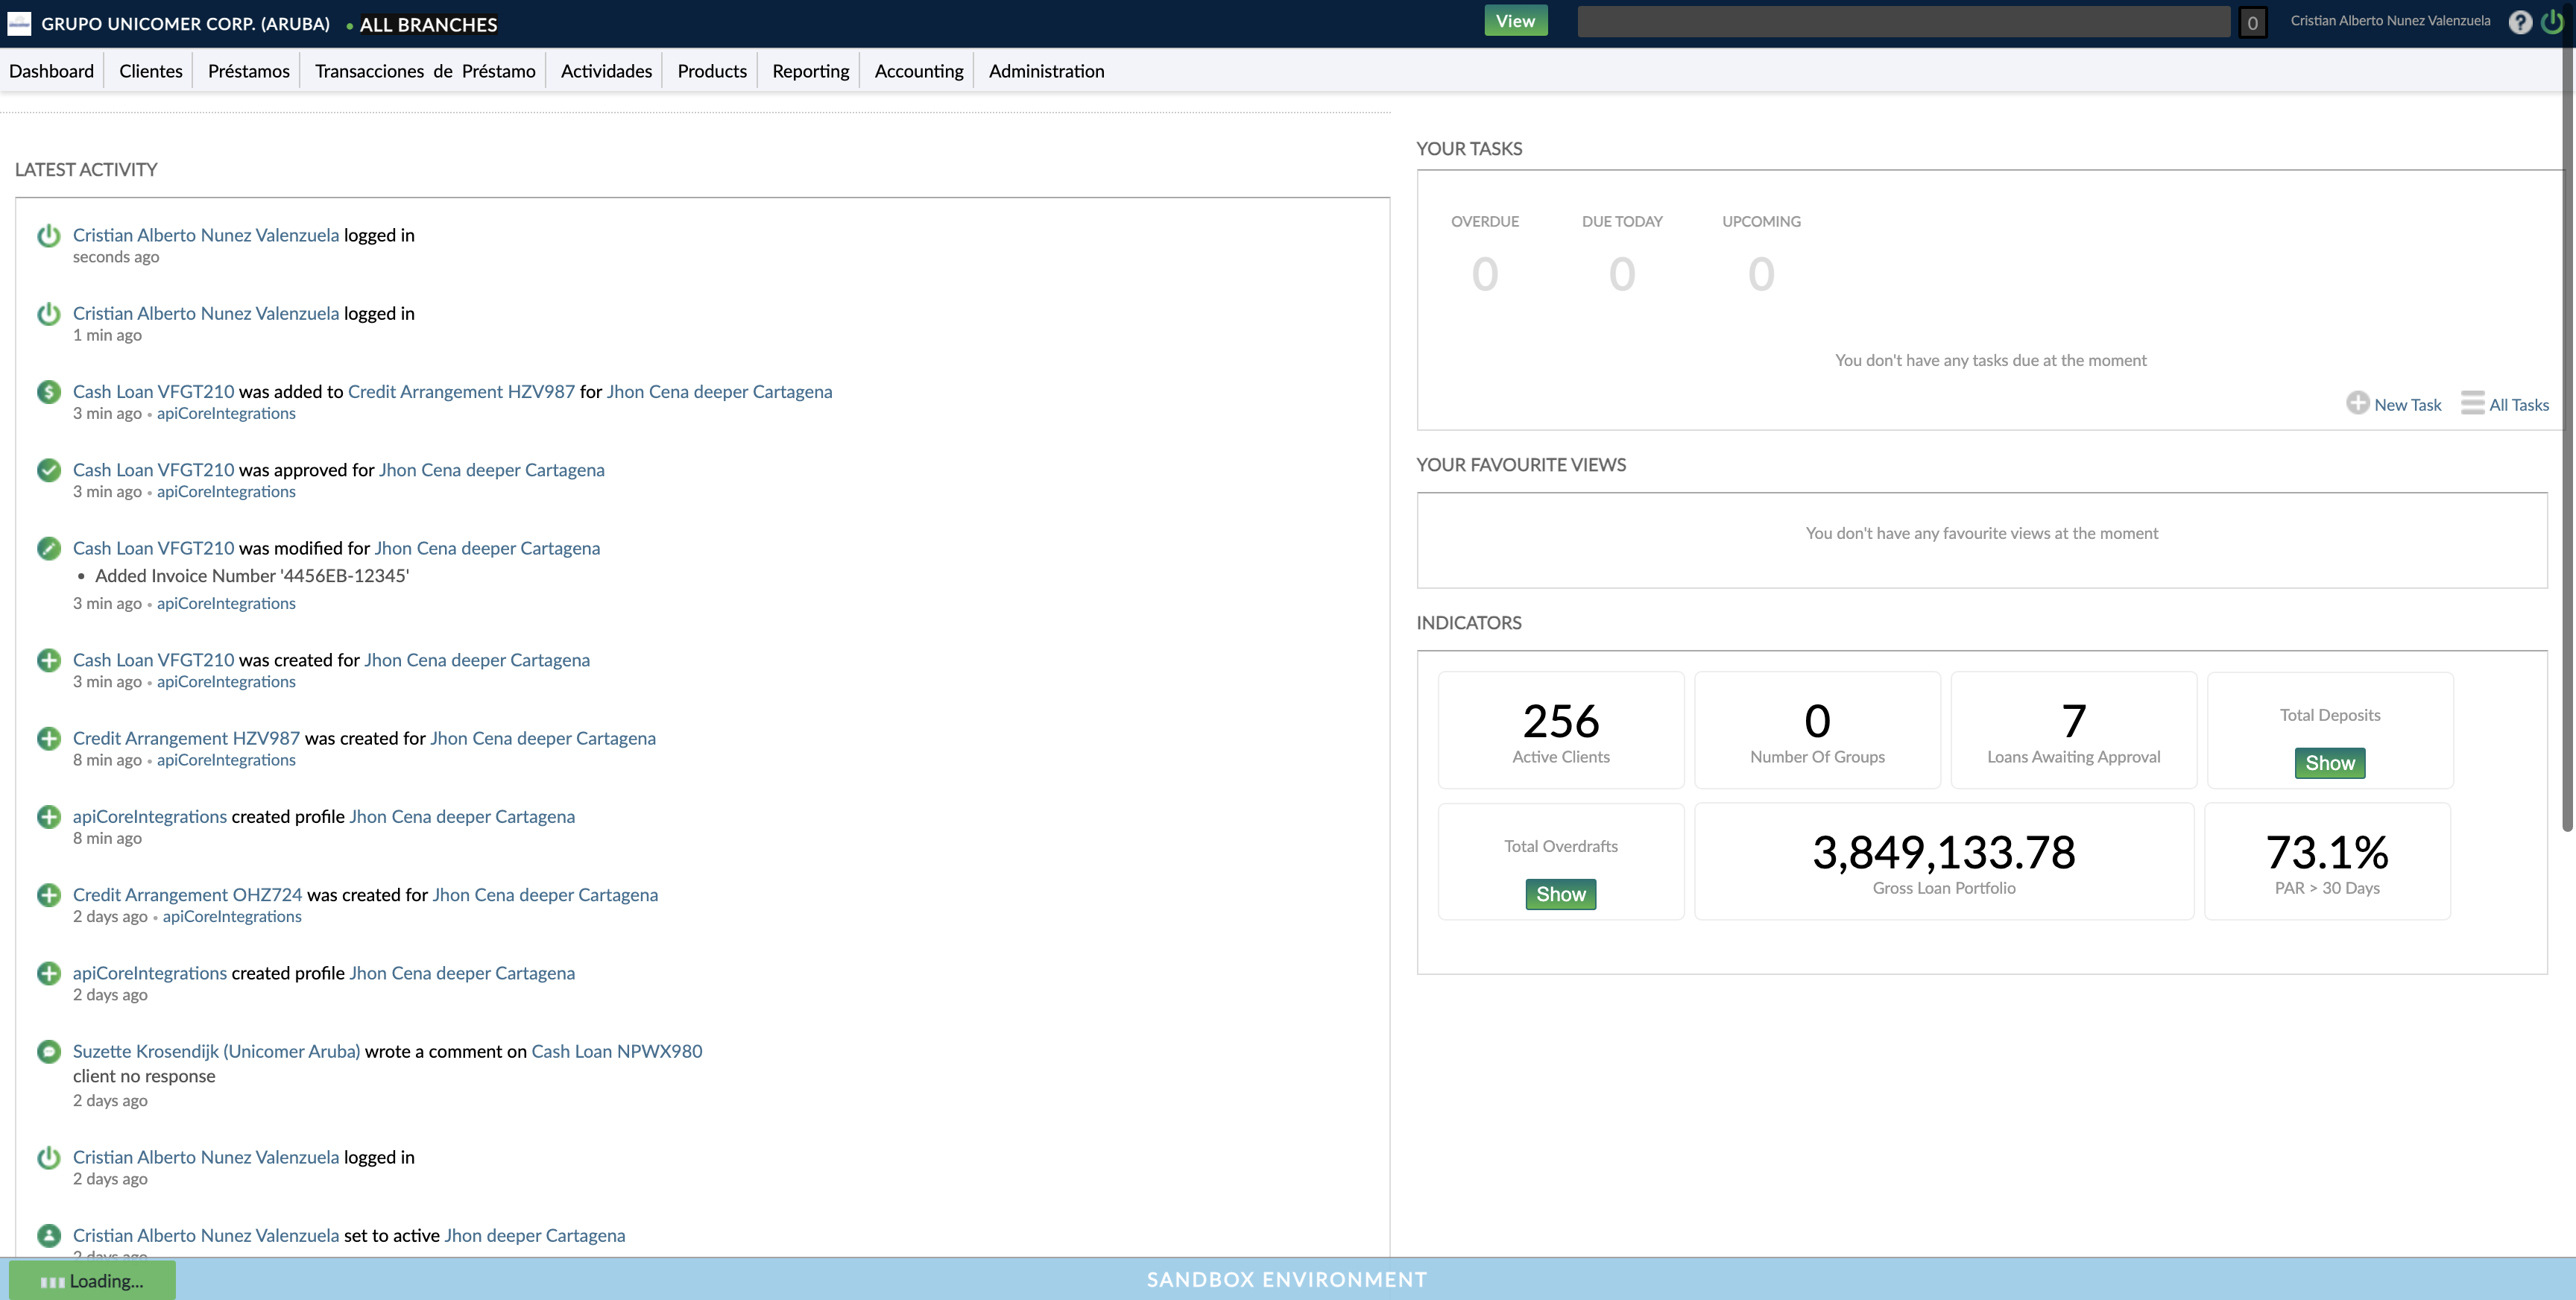 GRUPO UNICOMER CORP. (ARUBA) • ALL BRANCHES
View
0
Cristian Alberto Nunez Valenzuela
?
Dashboard Clientes Préstamos Transacciones de Préstamo Actividades Products Reporting Accounting Administration
LATEST ACTIVITY
Cristian Alberto Nunez Valenzuela logged in
seconds ago
Cristian Alberto Nunez Valenzuela logged in
1 min ago
$
Cash Loan VFGT210 was added to Credit Arrangement HZV987 for Jhon Cena deeper Cartagena
3 min ago • apiCoreIntegrations
Cash Loan VFGT210 was approved for Jhon Cena deeper Cartagena
3 min ago • apiCoreIntegrations
Cash Loan VFGT210 was modified for Jhon Cena deeper Cartagena
• Added Invoice Number '4456EB-12345'
3 min ago • apiCoreIntegrations
Cash Loan VFGT210 was created for Jhon Cena deeper Cartagena
3 min ago • apiCoreIntegrations
Credit Arrangement HZV987 was created for Jhon Cena deeper Cartagena
8 min ago • apiCoreIntegrations
apiCoreIntegrations created profile Jhon Cena deeper Cartagena
8 min ago
Credit Arrangement OHZ724 was created for Jhon Cena deeper Cartagena
2 days ago • apiCoreIntegrations
apiCoreIntegrations created profile Jhon Cena deeper Cartagena
2 days ago
Suzette Krosendijk (Unicomer Aruba) wrote a comment on Cash Loan NPWX980
client no response
2 days ago
Cristian Alberto Nunez Valenzuela logged in
2 days ago
Cristian Alberto Nunez Valenzuela set to active Jhon deeper Cartagena
2 days ago
YOUR TASKS
OVERDUE DUE TODAY UPCOMING
0 0 0
You don't have any tasks due at the moment
New Task All Tasks
YOUR FAVOURITE VIEWS
You don't have any favourite views at the moment
INDICATORS
256
Active Clients
0
Number Of Groups
7
Loans Awaiting Approval
Total Deposits
Show
Total Overdrafts
Show
3,849,133.78
Gross Loan Portfolio
73.1%
PAR > 30 Days
Loading...
SANDBOX ENVIRONMENT